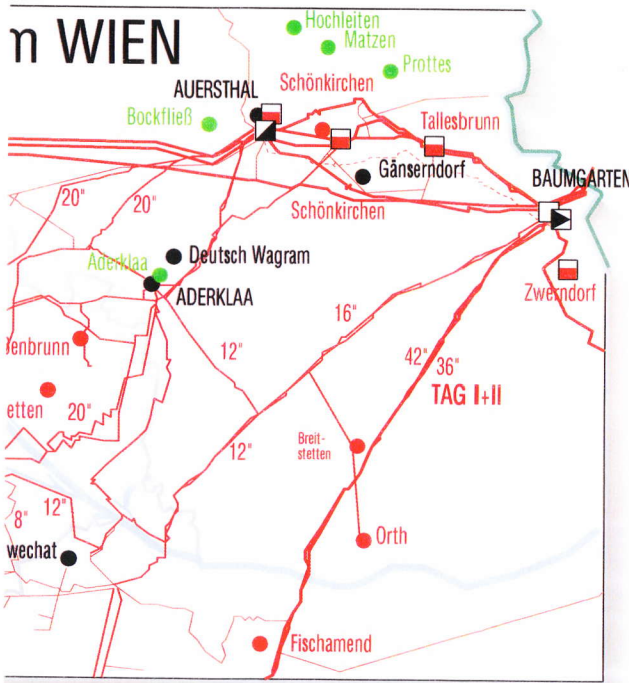 n WIEN
Hochleiten
Matzen
Prottes
AUERSTHAL
Schönkirchen
Bockfließ
Tallesbrunn
Gänserndorf
BAUMGARTEN
20"
20"
Schönkirchen
Aderklaa
Deutsch Wagram
ADERKLAA
Zwerndorf
16"
enbrunn
12"
42"
36"
TAG I+II
etten
20"
12"
Breit-
stetten
8"
12"
wechat
Orth
Fischamend